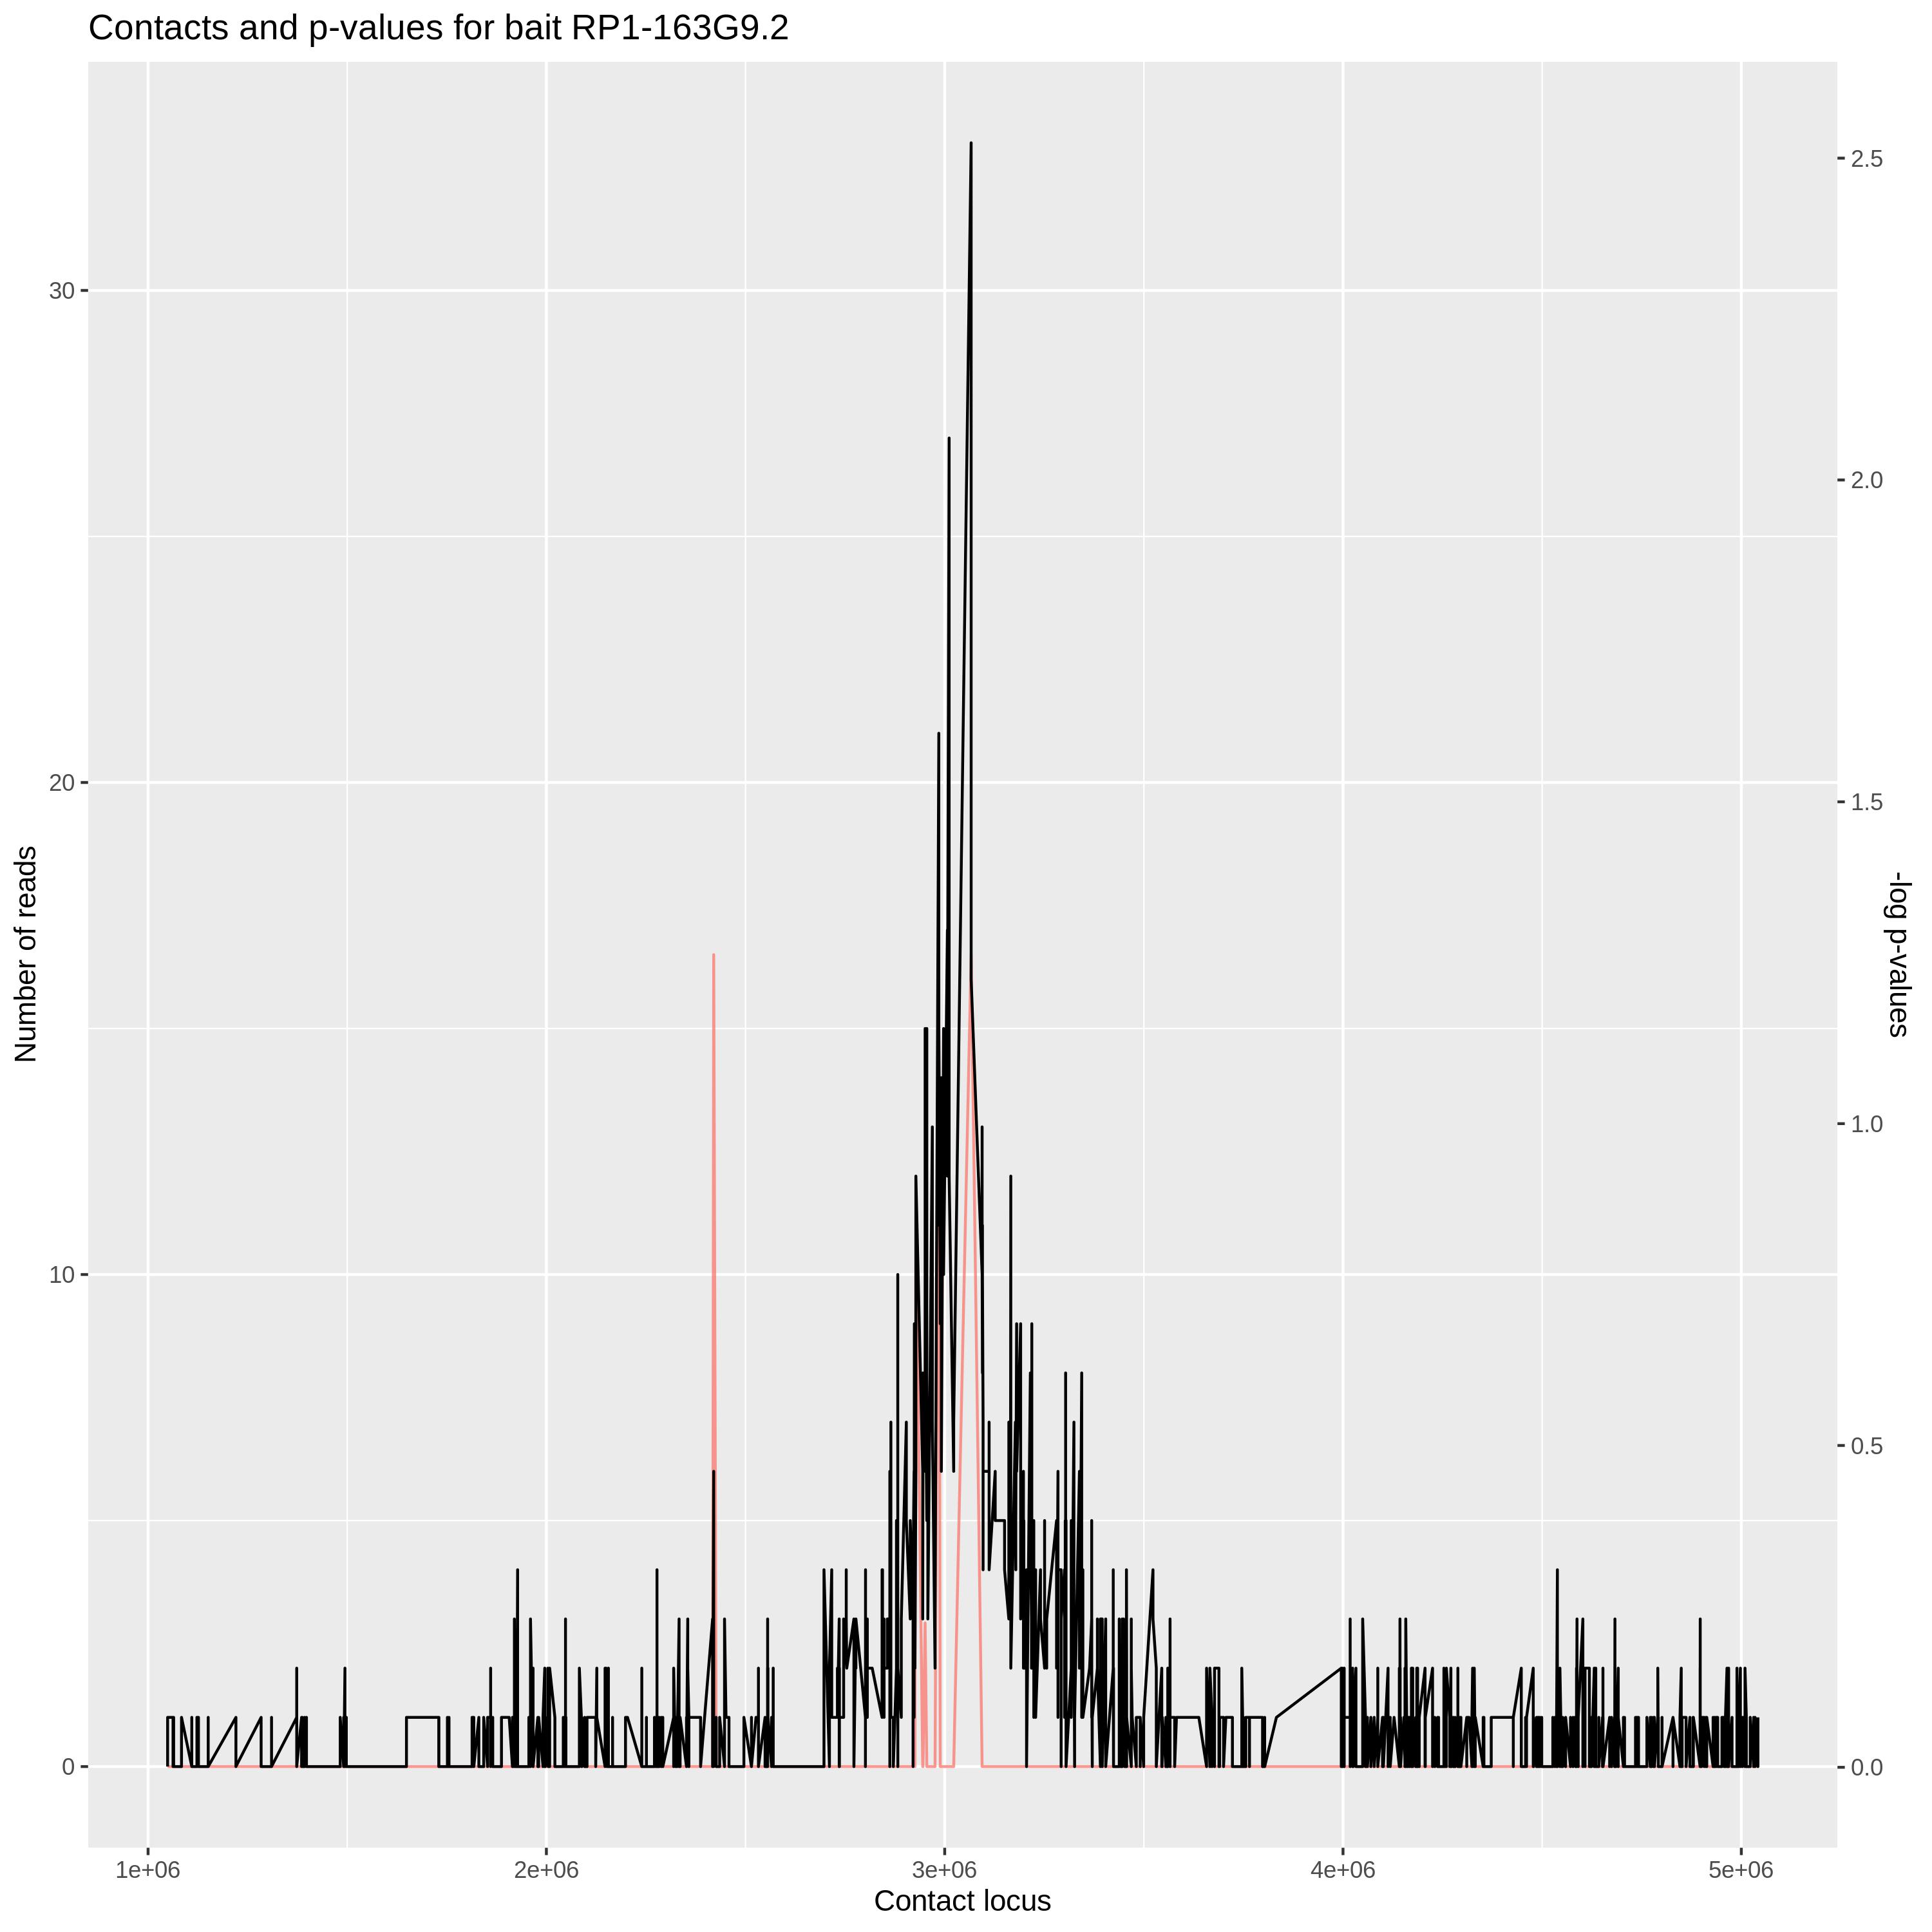 Contacts and p-values for bait RP1-163G9.2
Number of reads
30
20
10
0
2.5
2.0
1.5
1.0
0.5
0.0
-log p-values
1e+06
2e+06
3e+06
4e+06
5e+06
Contact locus